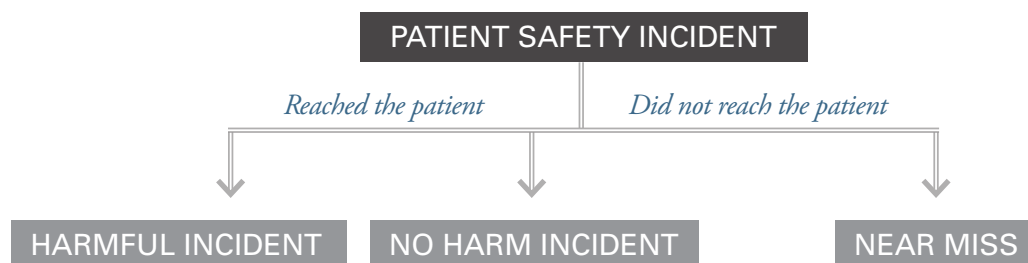 PATIENT SAFETY INCIDENT
Reached the patient
Did not reach the patient
HARMFUL INCIDENT
NO HARM INCIDENT
NEAR MISS